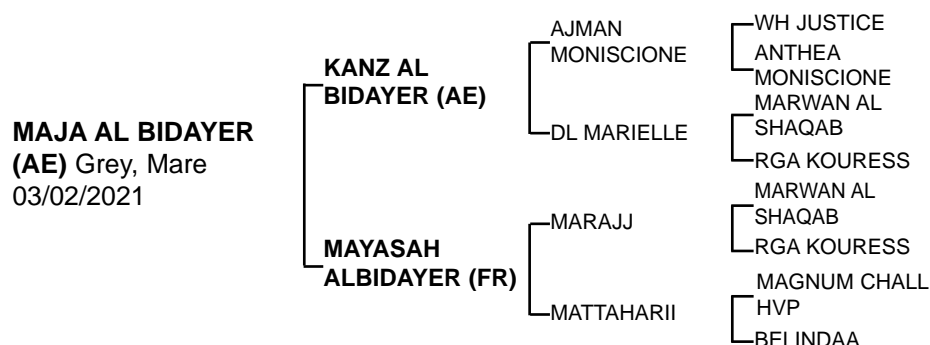 MAJA AL BIDAYER
(AE) Grey, Mare
03/02/2021
KANZ AL
BIDAYER (AE)
MAYASAH
ALBIDAYER (FR)
AJMAN
MONISCIONE
DL MARIELLE
MARAJJ
MATTAHARII
WH JUSTICE
ANTHEA
MONISCIONE
MARWAN AL
SHAQAB
RGA KOURESS
MARWAN AL
SHAQAB
RGA KOURESS
MAGNUM CHALL
HVP
BELINDAA